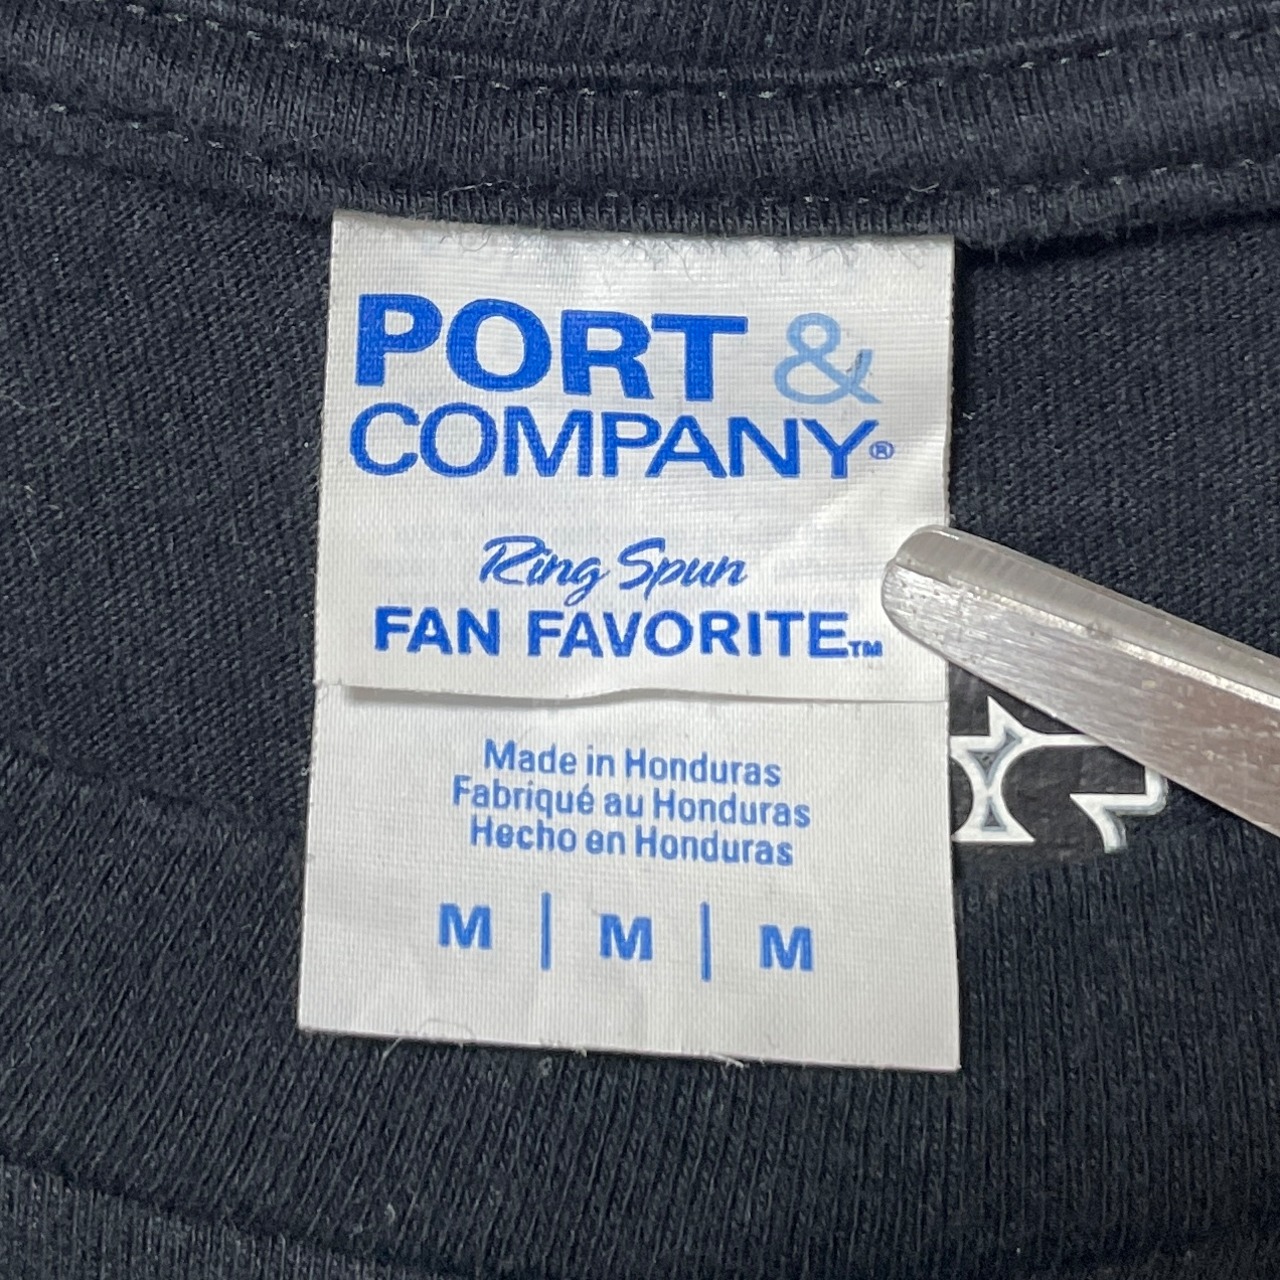 PORT &
COMPANY®
Ring Spun
FAN FAVORITE™
Made in Honduras
Fabriqué au Honduras
Hecho en Honduras
M | M | M